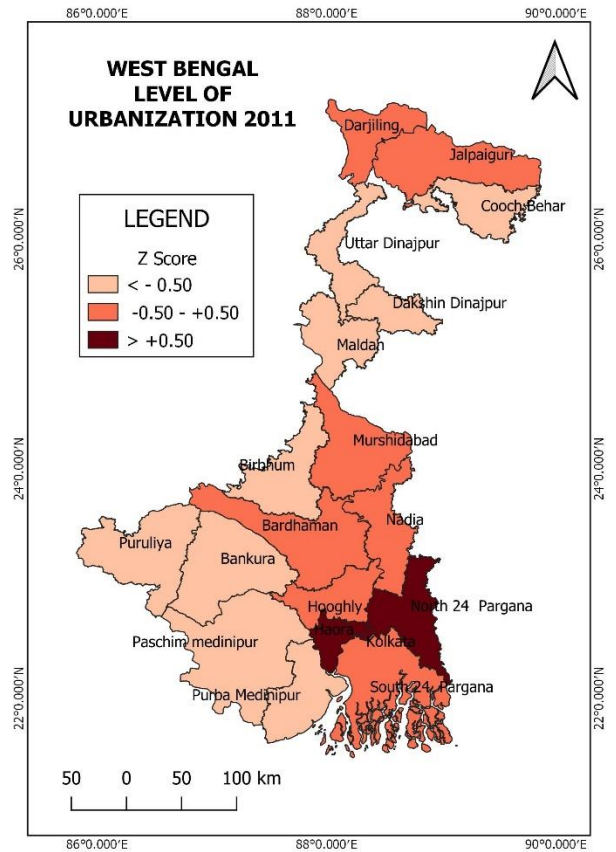 86°0.000'E 88°0.000'E 90°0.000'E
WEST BENGAL
LEVEL OF
URBANIZATION 2011
LEGEND
Z Score
< - 0.50
-0.50 - +0.50
> +0.50
Darjiling
Jalpaiguri
Cooch Behar
Uttar Dinajpur
Dakshin Dinajpur
Maldah
Murshidabad
Birbhum
Nadia
Bardhaman
Puruliya
Bankura
Hooghly
North 24 Pargana
Haora
Kolkata
Paschim medinipur
South 24 Pargana
Purba Medinipur
26°0.000'N
24°0.000'N
22°0.000'N
26°0.000'N
24°0.000'N
22°0.000'N
50 0 50 100 km
86°0.000'E 88°0.000'E 90°0.000'E